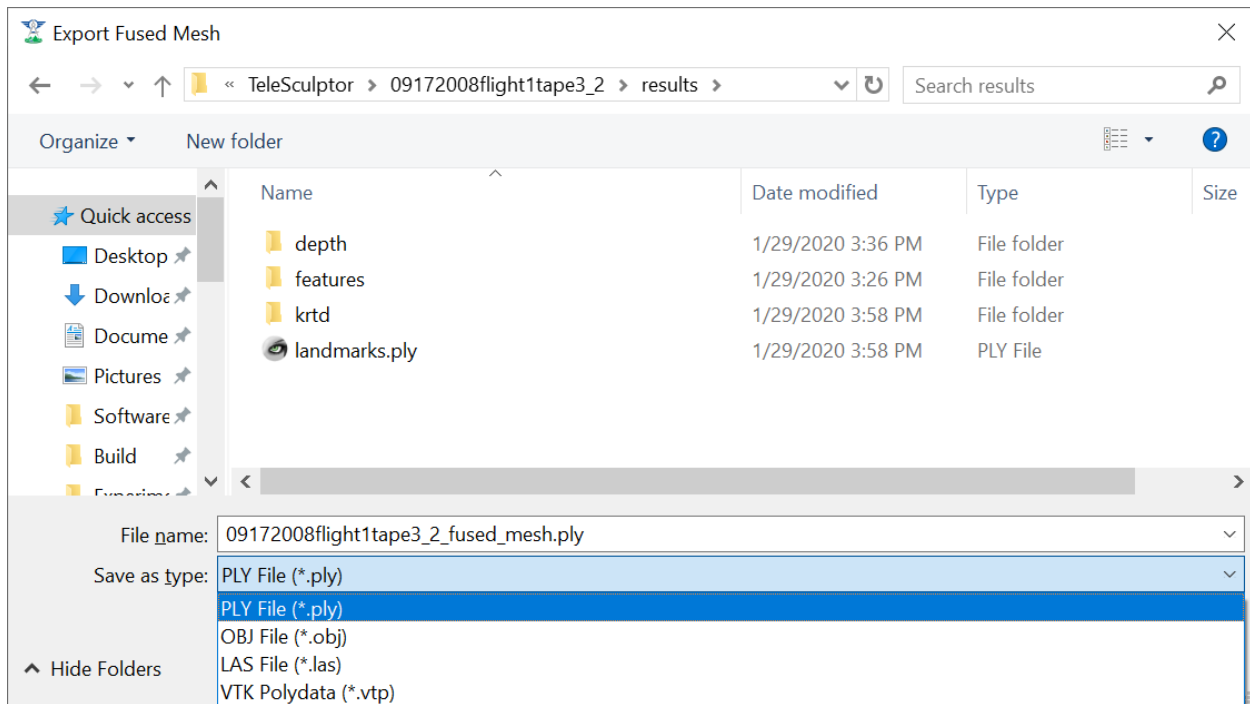 Export Fused Mesh
« TeleSculptor > 09172008flight1tape3_2 > results >
Search results
Organize
New folder
?
Name
Date modified
Type
Size
Quick access
Desktop
Downloa
Docume
Pictures
Software
Build
depth 1/29/2020 3:36 PM File folder
features 1/29/2020 3:26 PM File folder
krtd 1/29/2020 3:58 PM File folder
landmarks.ply 1/29/2020 3:58 PM PLY File
File name: 09172008flight1tape3_2_fused_mesh.ply
Save as type: PLY File (*.ply)
PLY File (*.ply)
OBJ File (*.obj)
LAS File (*.las)
VTK Polydata (*.vtp)
Hide Folders